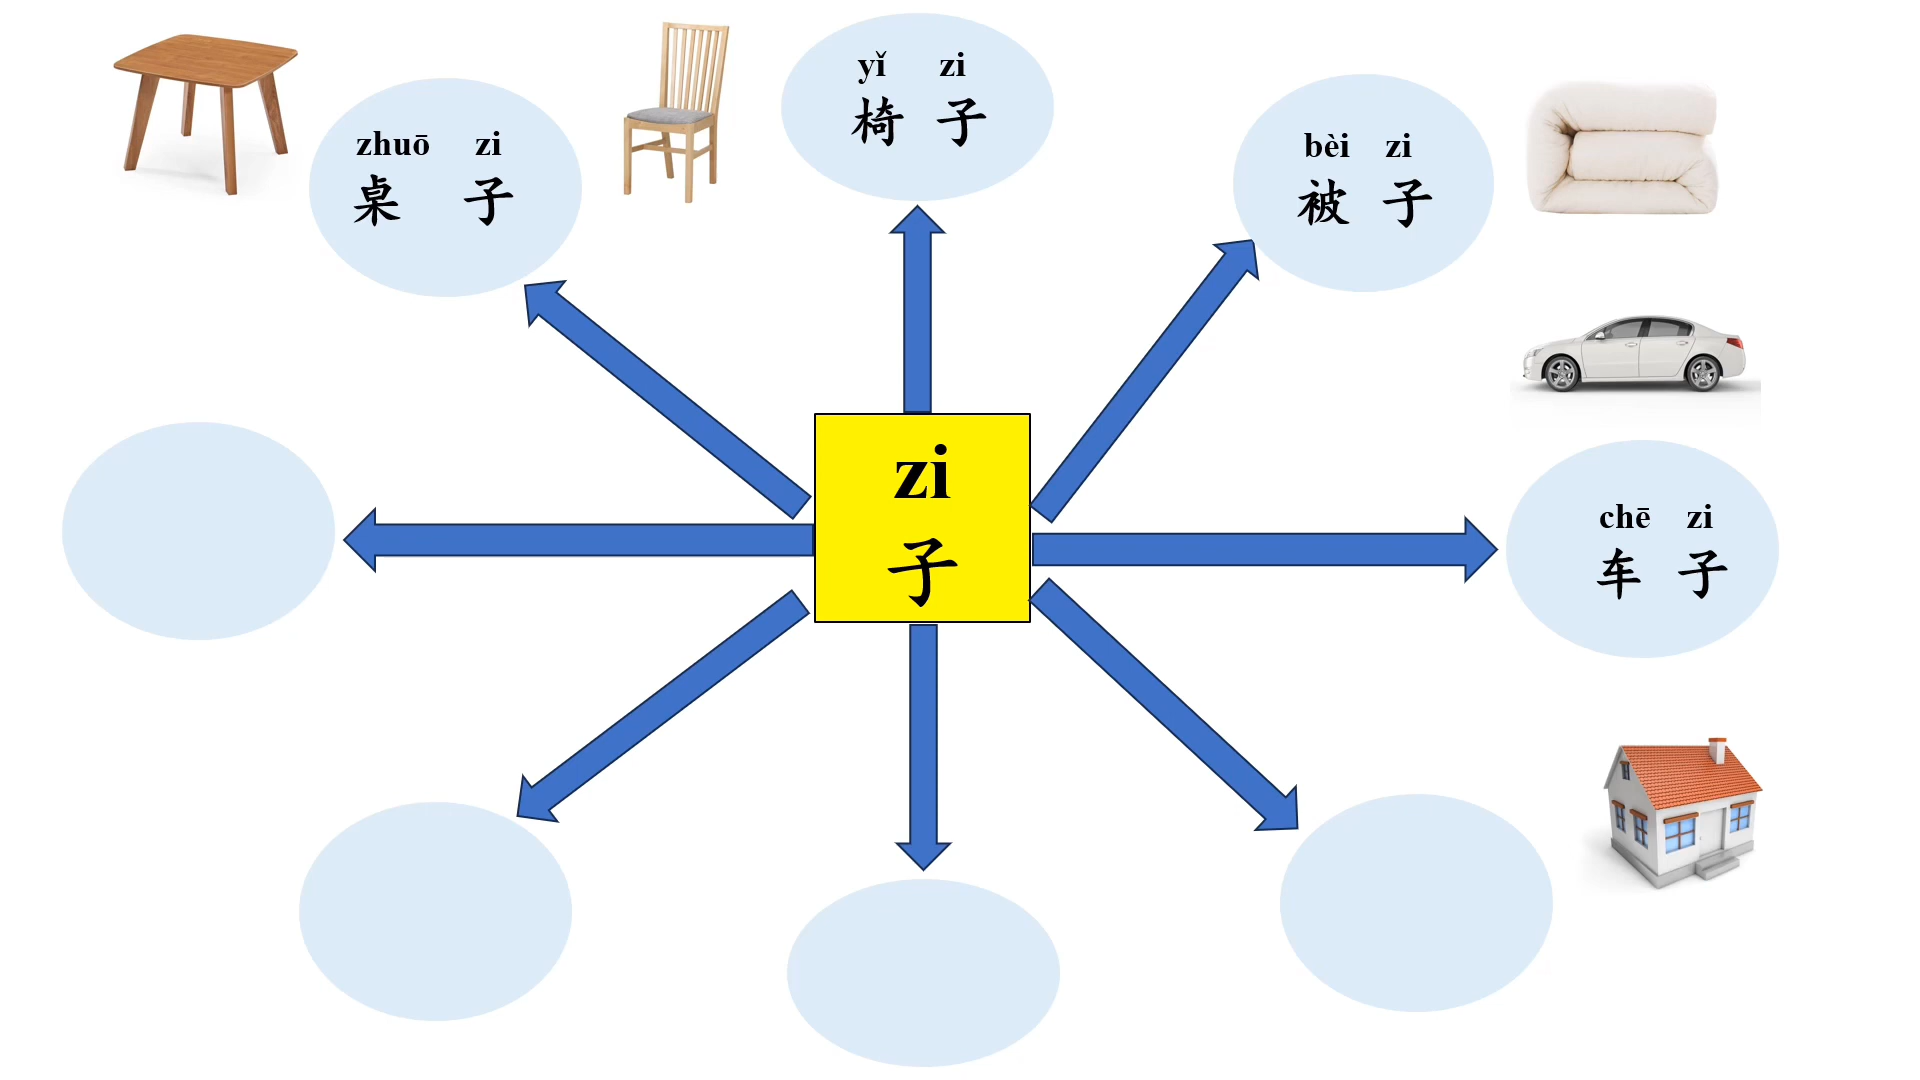 zhuō zi
桌 子
yǐ zi
椅 子
bèi zi
被 子
zi
子
chē zi
车 子